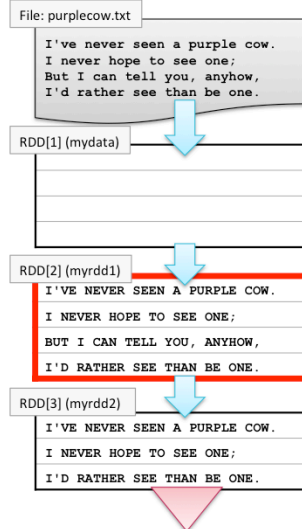 File: purplecow.txt
I've never seen a purple cow.
I never hope to see one;
But I can tell you, anyhow,
I'd rather see than be one.
RDD[1] (mydata)
RDD[2] (myrdd1)
I'VE NEVER SEEN A PURPLE COW.
I NEVER HOPE TO SEE ONE;
BUT I CAN TELL YOU, ANYHOW,
I'D RATHER SEE THAN BE ONE.
RDD[3] (myrdd2)
I'VE NEVER SEEN A PURPLE COW.
I NEVER HOPE TO SEE ONE;
I'D RATHER SEE THAN BE ONE.